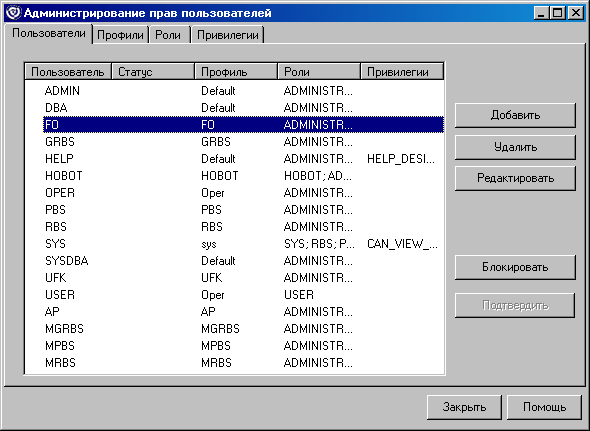 Администрирование прав пользователей
Пользователи Профили Роли Привилегии
Пользователь Статус Профиль Роли Привилегии
ADMIN Default ADMINISTR...
DBA Default ADMINISTR...
FO FO ADMINISTR...
GRBS GRBS ADMINISTR...
HELP Default ADMINISTR... HELP_DESI...
HOBOT HOBOT HOBOT; AD...
OPER Oper ADMINISTR...
PBS PBS ADMINISTR...
RBS RBS ADMINISTR...
SYS sys SYS; RBS; P... CAN_VIEW_...
SYSDBA Default ADMINISTR...
UFK UFK ADMINISTR...
USER Oper USER
AP AP ADMINISTR...
MGRBS MGRBS ADMINISTR...
MPBS MPBS ADMINISTR...
MRBS MRBS ADMINISTR...
Добавить
Удалить
Редактировать
Блокировать
Подтвердить
Закрыть Помощь